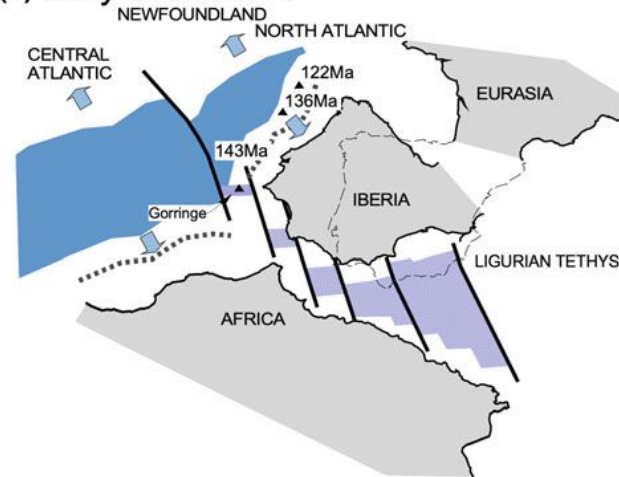 NEWFOUNDLAND
NORTH ATLANTIC
CENTRAL
ATLANTIC
122Ma
136Ma
EURASIA
143Ma
IBERIA
Gorringe
LIGURIAN TETHYS
AFRICA